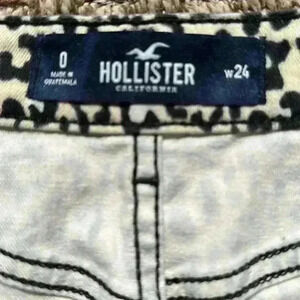 0
MADE IN
GUATEMALA
HOLLISTER
CALIFORNIA
W24